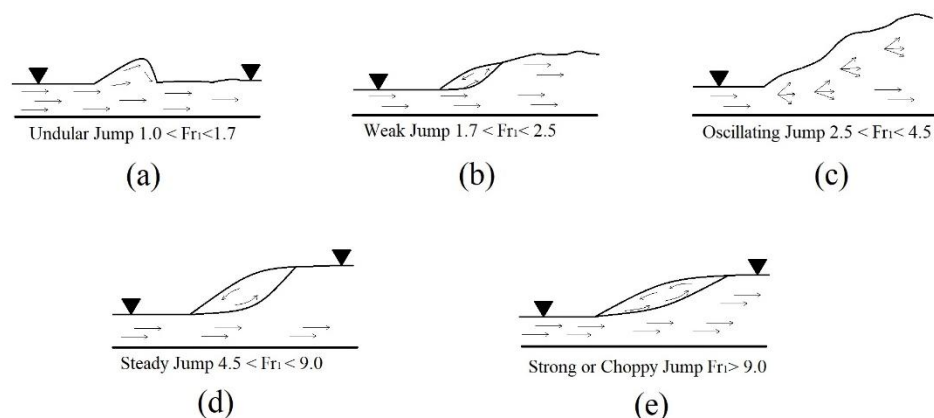 Undular Jump 1.0 < Fr1<1.7
(a)
Weak Jump 1.7 < Fr1< 2.5
(b)
Oscillating Jump 2.5 < Fr1< 4.5
(c)
Steady Jump 4.5 < Fr1 < 9.0
(d)
Strong or Choppy Jump Fr1> 9.0
(e)